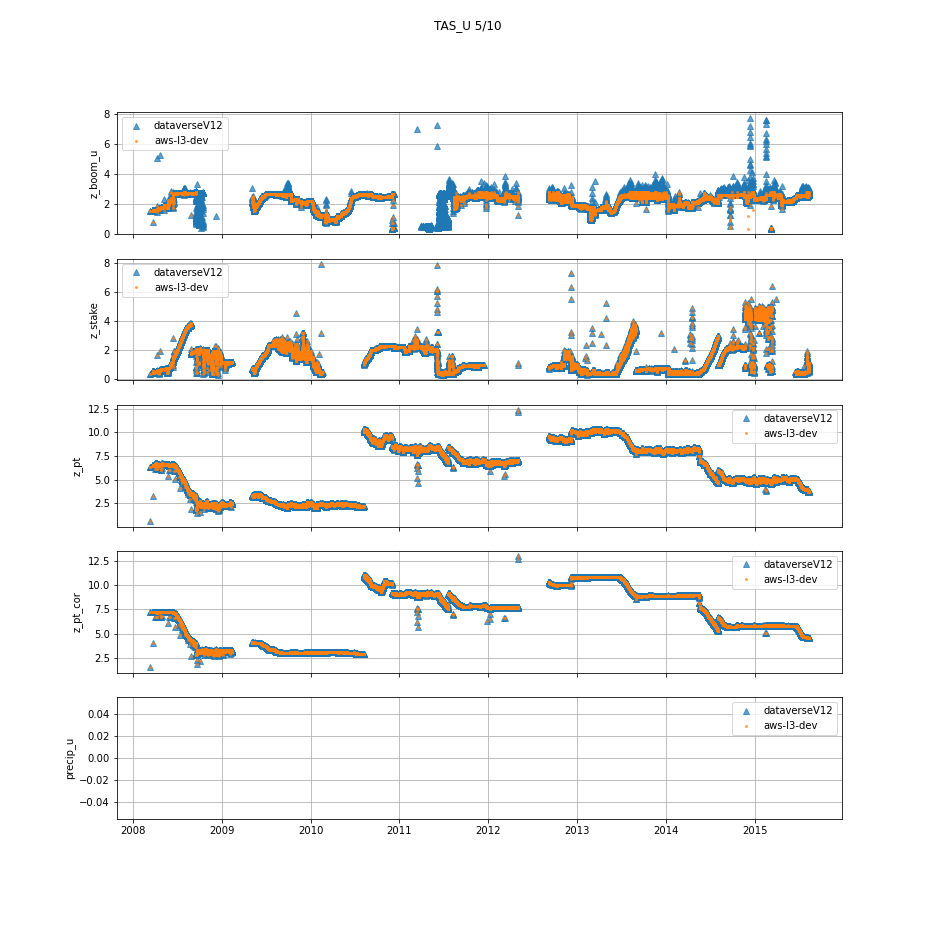 TAS_U 5/10
8
6
4
2
0
z_boom_u
dataverseV12
aws-l3-dev
8
6
4
2
0
z_stake
dataverseV12
aws-l3-dev
12.5
10.0
7.5
5.0
2.5
z_pt
dataverseV12
aws-l3-dev
12.5
10.0
7.5
5.0
2.5
z_pt_cor
dataverseV12
aws-l3-dev
0.04
0.02
0.00
−0.02
−0.04
precip_u
dataverseV12
aws-l3-dev
2008 2009 2010 2011 2012 2013 2014 2015